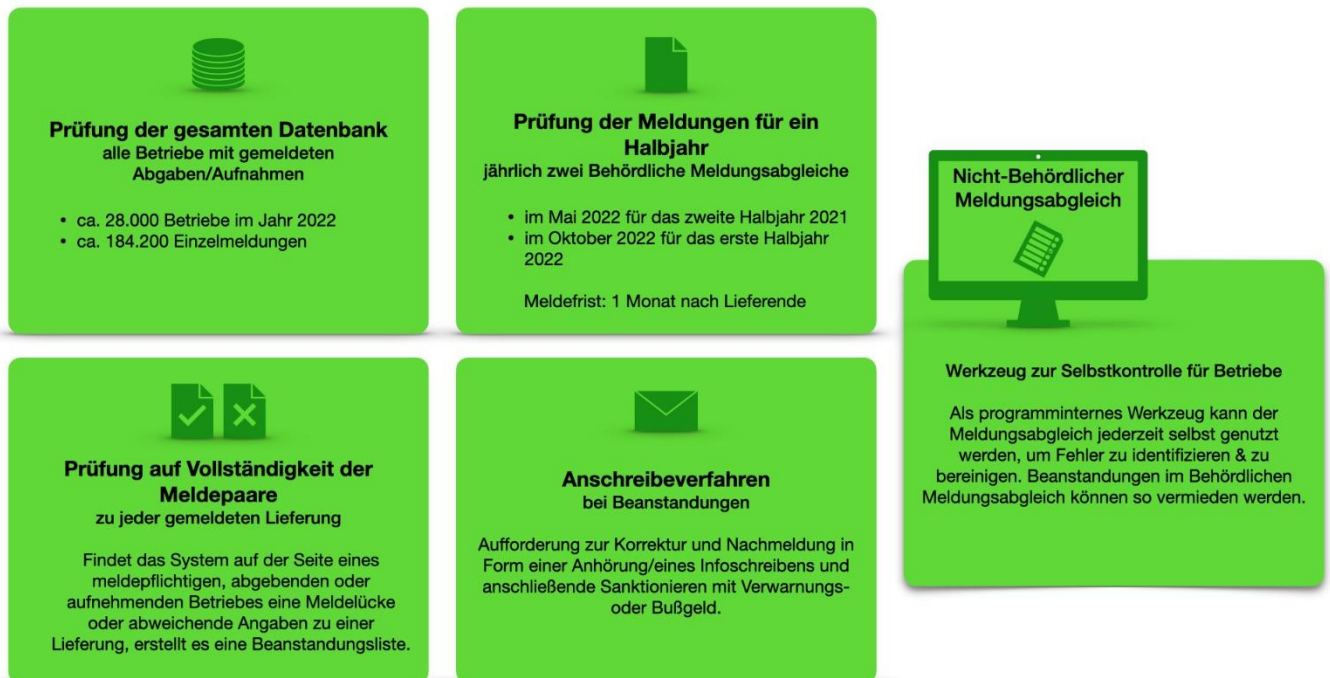 Prüfung der gesamten Datenbank
alle Betriebe mit gemeldeten
Abgaben/Aufnahmen
• ca. 28.000 Betriebe im Jahr 2022
• ca. 184.200 Einzelmeldungen
Prüfung der Meldungen für ein
Halbjahr
jährlich zwei Behördliche Meldungsabgleiche
• im Mai 2022 für das zweite Halbjahr 2021
• im Oktober 2022 für das erste Halbjahr
2022
Meldefrist: 1 Monat nach Lieferende
Prüfung auf Vollständigkeit der
Meldepaare
zu jeder gemeldeten Lieferung
Findet das System auf der Seite eines
meldepflichtigen, abgebenden oder
aufnehmenden Betriebes eine Meldelücke
oder abweichende Angaben zu einer
Lieferung, erstellt es eine Beanstandungsliste.
Anschreibeverfahren
bei Beanstandungen
Aufforderung zur Korrektur und Nachmeldung in
Form einer Anhörung/eines Infoschreibens und
anschließende Sanktionieren mit Verwarnungs-
oder Bußgeld.
Nicht-Behördlicher
Meldungsabgleich
Werkzeug zur Selbstkontrolle für Betriebe
Als programminternes Werkzeug kann der
Meldungsabgleich jederzeit selbst genutzt
werden, um Fehler zu identifizieren & zu
bereinigen. Beanstandungen im Behördlichen
Meldungsabgleich können so vermieden werden.